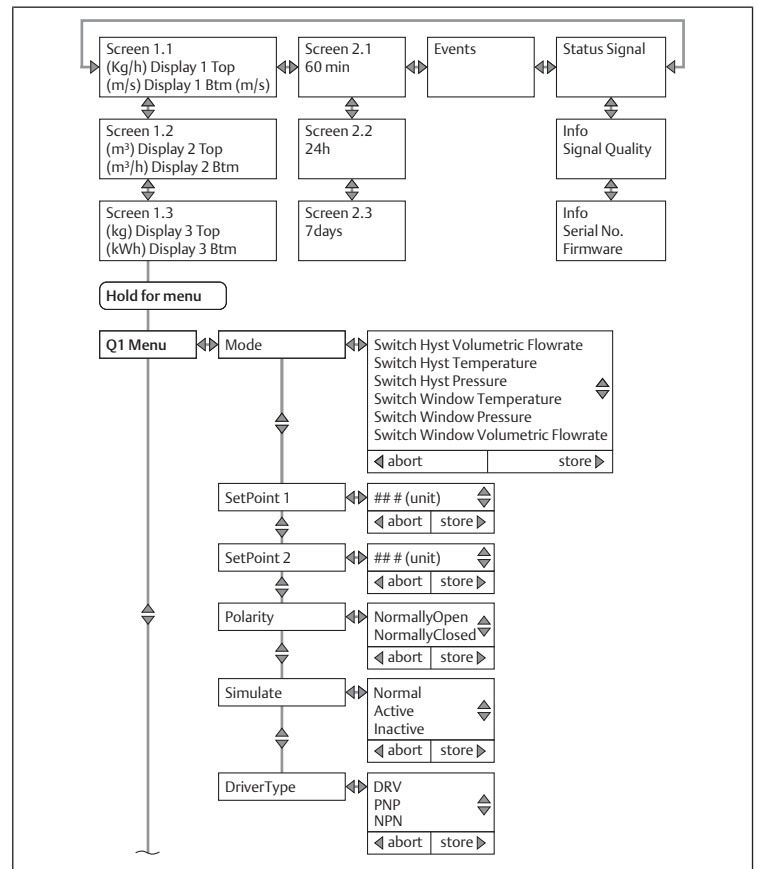 Screen 1.1
(Kg/h) Display 1 Top
(m/s) Display 1 Btm (m/s)
Screen 2.1
60 min
Events
Status Signal
Screen 1.2
(m³) Display 2 Top
(m³/h) Display 2 Btm
Screen 2.2
24h
Info
Signal Quality
Screen 1.3
(kg) Display 3 Top
(kWh) Display 3 Btm
Screen 2.3
7days
Info
Serial No.
Firmware
Hold for menu
Q1 Menu
Mode
Switch Hyst Volumetric Flowrate
Switch Hyst Temperature
Switch Hyst Pressure
Switch Window Temperature
Switch Window Pressure
Switch Window Volumetric Flowrate
abort
store
SetPoint 1
## # (unit)
abort
store
SetPoint 2
## # (unit)
abort
store
Polarity
NormallyOpen
NormallyClosed
abort
store
Simulate
Normal
Active
Inactive
abort
store
DriverType
DRV
PNP
NPN
abort
store